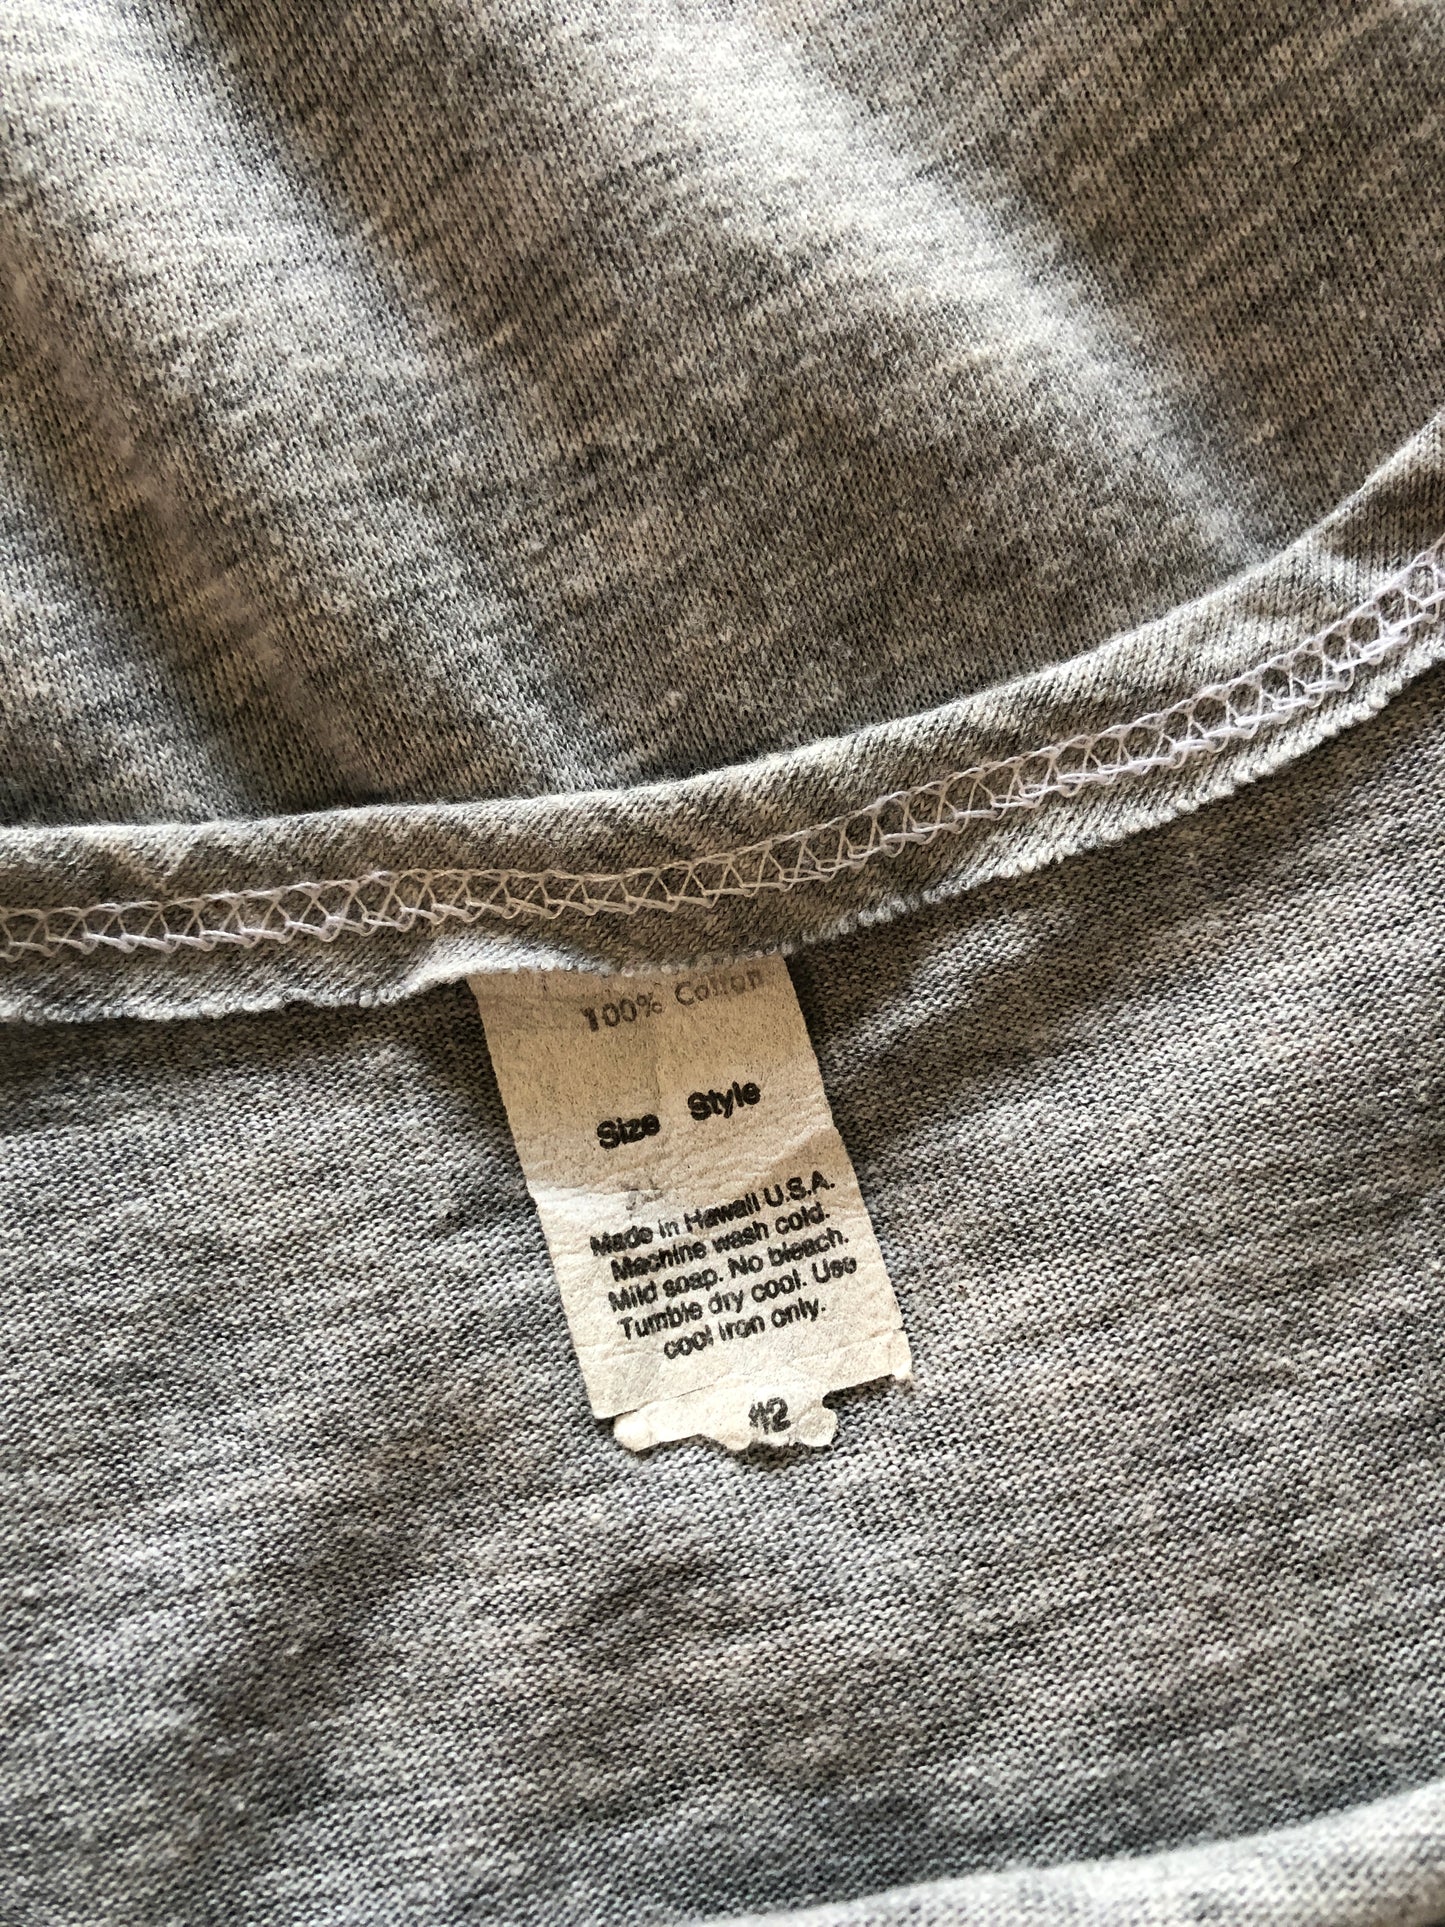 100% Cotton
Size Style
Made in Hawaii U.S.A.
Machine wash cold.
Mild soap. No bleach.
Tumble dry cool. Use
cool iron only.
#2